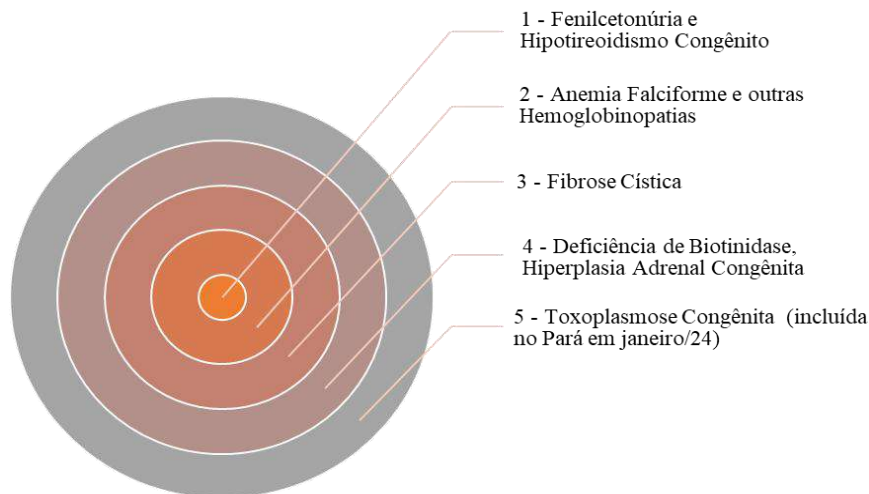 1 - Fenilcetonúria e
Hipotireoidismo Congênito
2 - Anemia Falciforme e outras
Hemoglobinopatias
3 - Fibrose Cística
4 - Deficiência de Biotinidase,
Hiperplasia Adrenal Congênita
5 - Toxoplasmose Congênita (incluída
no Pará em janeiro/24)